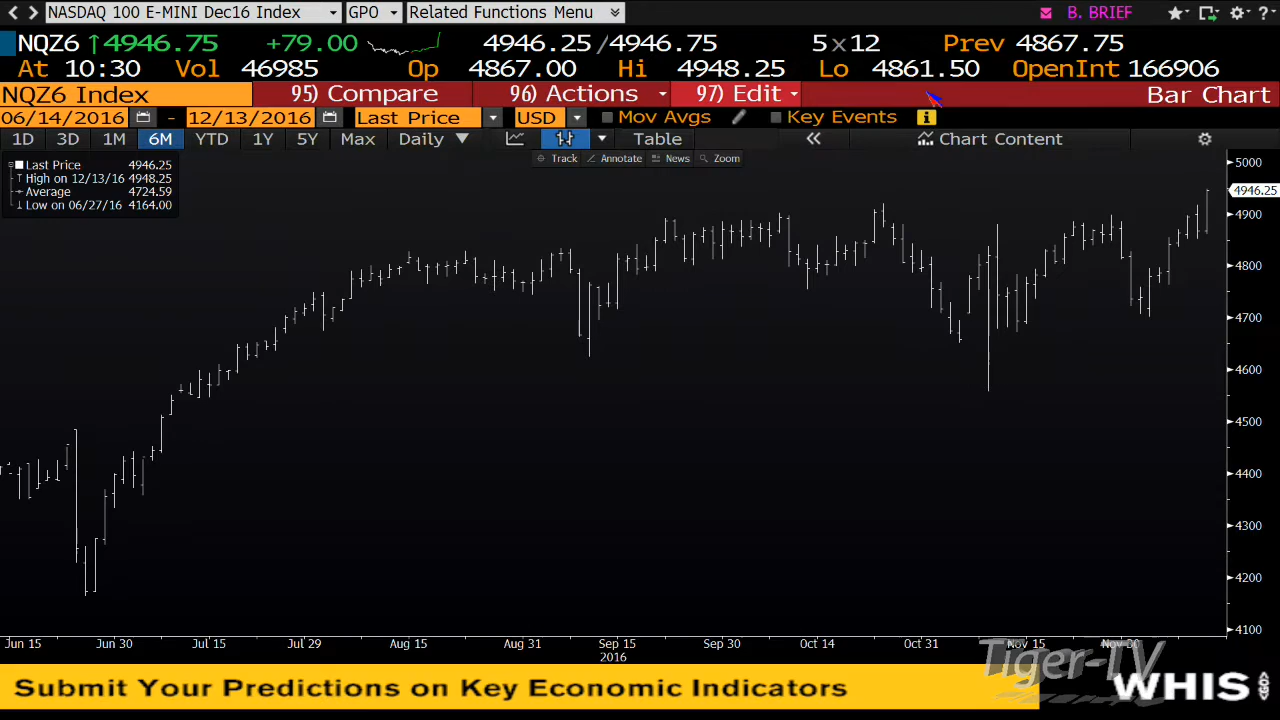 NASDAQ 100 E-MINI Dec16 Index GPO Related Functions Menu B. BRIEF ?
NQZ6 ↑4946.75 +79.00 4946.25/4946.75 5x12 Prev 4867.75
At 10:30 Vol 46985 Op 4867.00 Hi 4948.25 Lo 4861.50 OpenInt 166906
NQZ6 Index 95) Compare 96) Actions 97) Edit Bar Chart
06/14/2016 - 12/13/2016 Last Price USD Mov Avgs Key Events i
1D 3D 1M 6M YTD 1Y 5Y Max Daily ▼ Table « Chart Content
Track Annotate News Zoom
Last Price 4946.25
High on 12/13/16 4948.25
Average 4724.59
Low on 06/27/16 4164.00
5000
4946.25
4900
4800
4700
4600
4500
4400
4300
4200
4100
Jun 15 Jun 30 Jul 15 Jul 29 Aug 15 Aug 31 Sep 15 Sep 30 Oct 14 Oct 31 Nov 15 Nov 30
2016
Tiger-TV
Submit Your Predictions on Key Economic Indicators WHIS <GO>